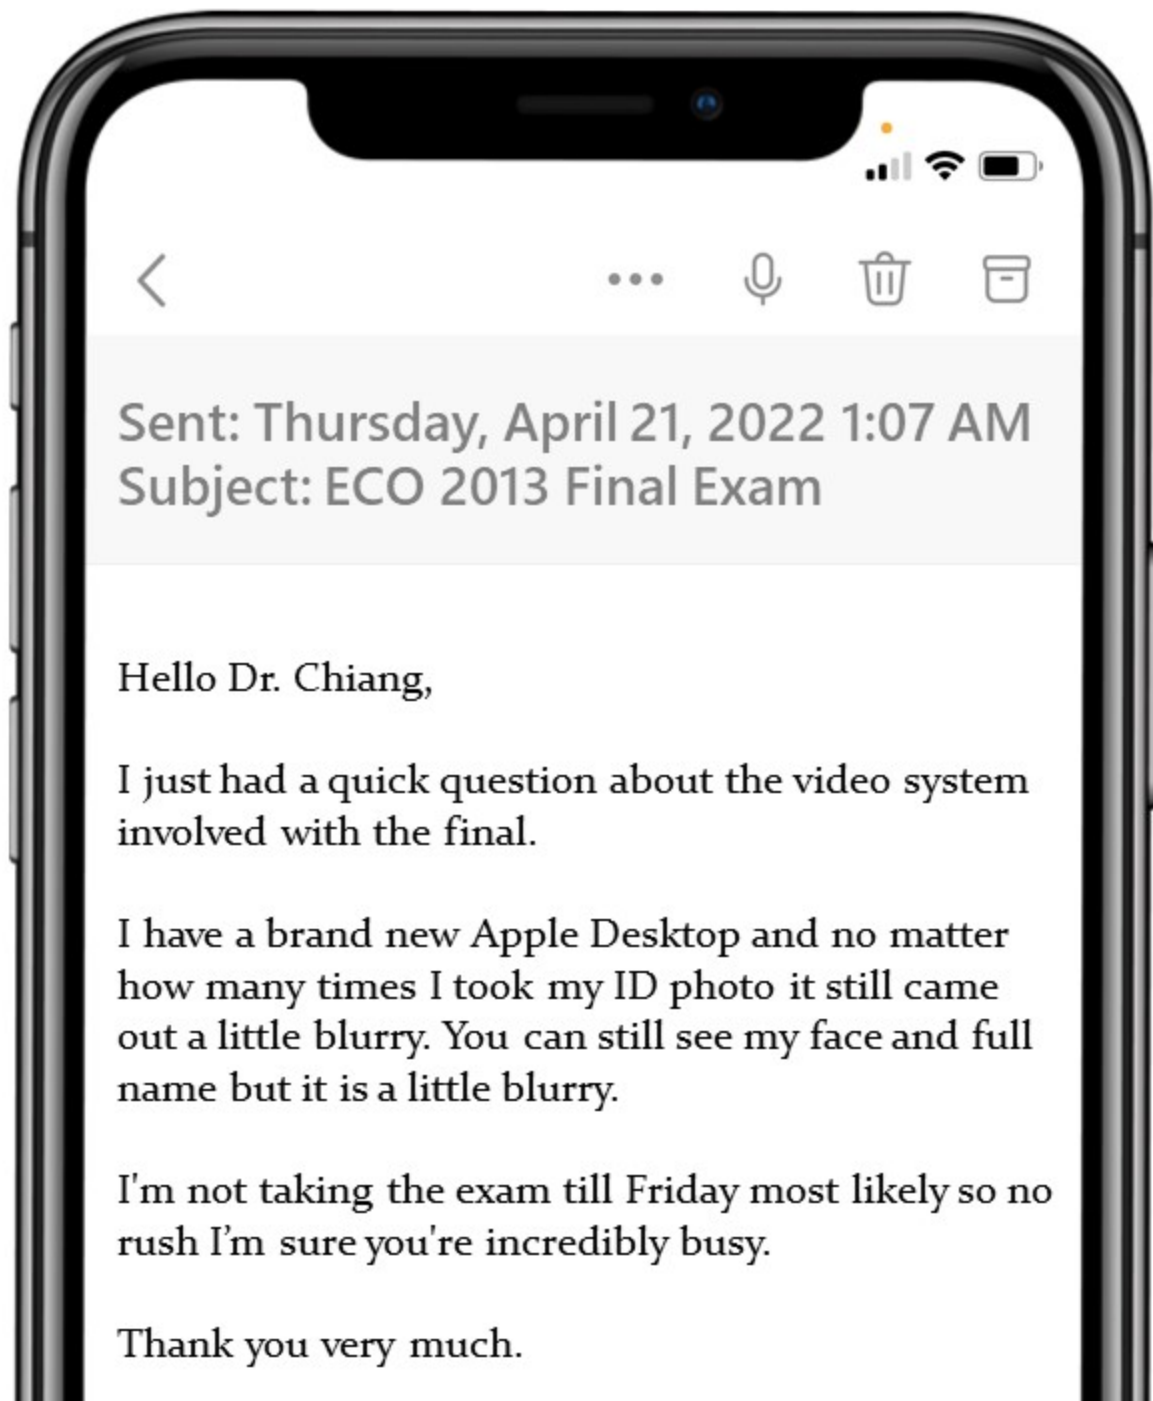 Sent: Thursday, April 21, 2022 1:07 AM
Subject: ECO 2013 Final Exam
Hello Dr. Chiang,
I just had a quick question about the video system
involved with the final.
I have a brand new Apple Desktop and no matter
how many times I took my ID photo it still came
out a little blurry. You can still see my face and full
name but it is a little blurry.
I'm not taking the exam till Friday most likely so no
rush I’m sure you're incredibly busy.
Thank you very much.